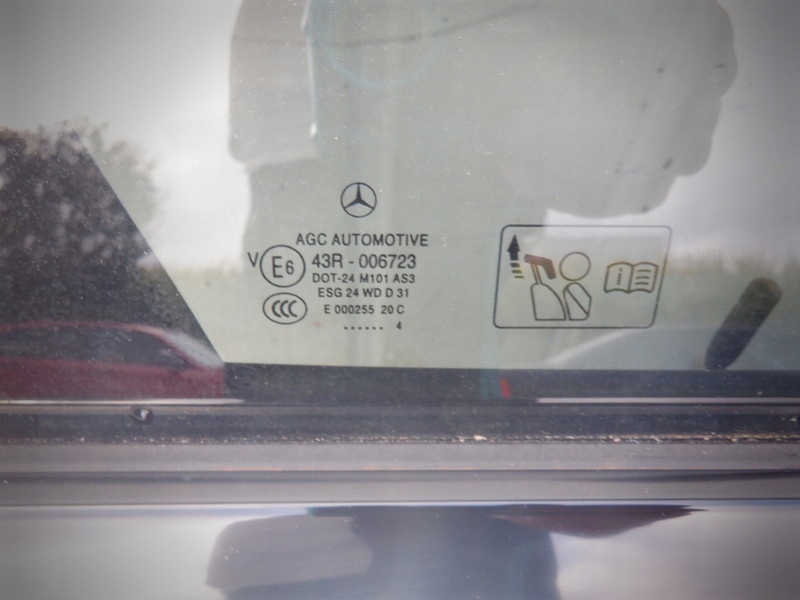 AGC AUTOMOTIVE
V E6 43R - 006723
DOT-24 M101 AS3
CCC ESG 24 WD D 31
E 000255 20 C
...... 4
i